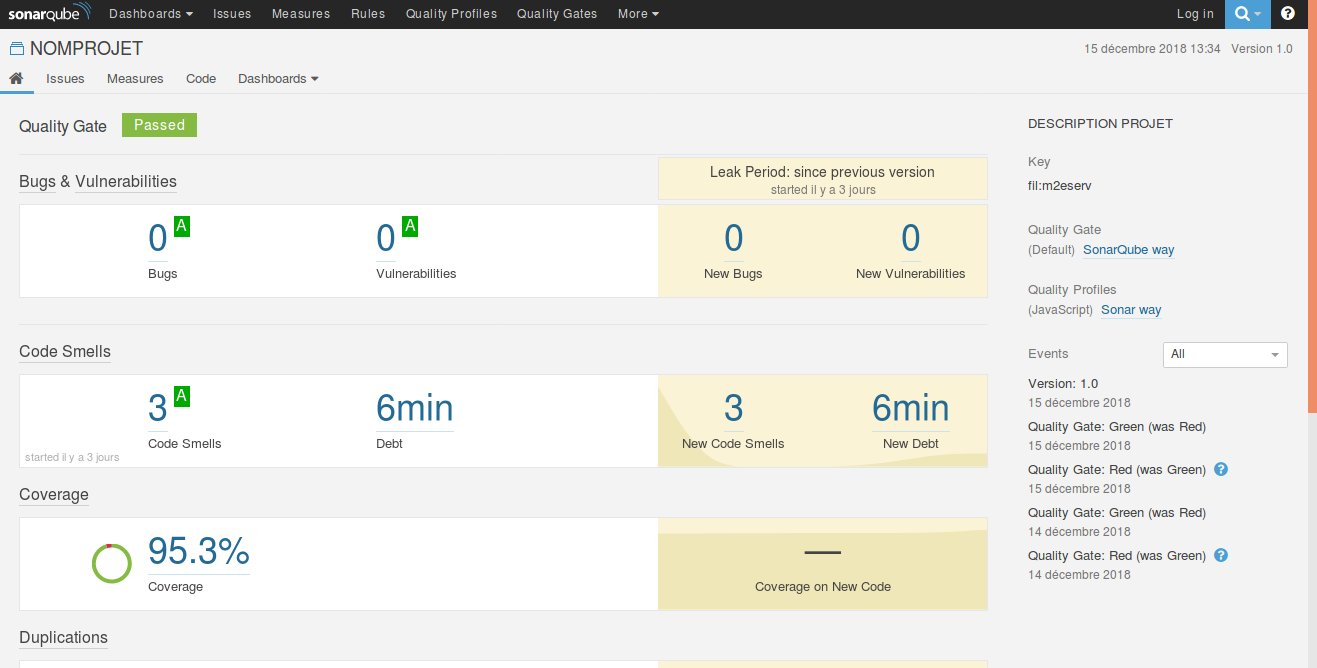 sonarqube Dashboards Issues Measures Rules Quality Profiles Quality Gates More Log in ?
NOMPROJET 15 décembre 2018 13:34 Version 1.0
Issues Measures Code Dashboards
Quality Gate Passed
Bugs & Vulnerabilities
Leak Period: since previous version
started il y a 3 jours
0 A 0 A 0 0
Bugs Vulnerabilities New Bugs New Vulnerabilities
Code Smells
3 A 6min 3 6min
Code Smells Debt New Code Smells New Debt
started il y a 3 jours
Coverage
95.3% —
Coverage Coverage on New Code
Duplications
DESCRIPTION PROJET
Key
fil:m2eserv
Quality Gate
(Default) SonarQube way
Quality Profiles
(JavaScript) Sonar way
Events All
Version: 1.0
15 décembre 2018
Quality Gate: Green (was Red)
15 décembre 2018
Quality Gate: Red (was Green) ?
15 décembre 2018
Quality Gate: Green (was Red)
14 décembre 2018
Quality Gate: Red (was Green) ?
14 décembre 2018